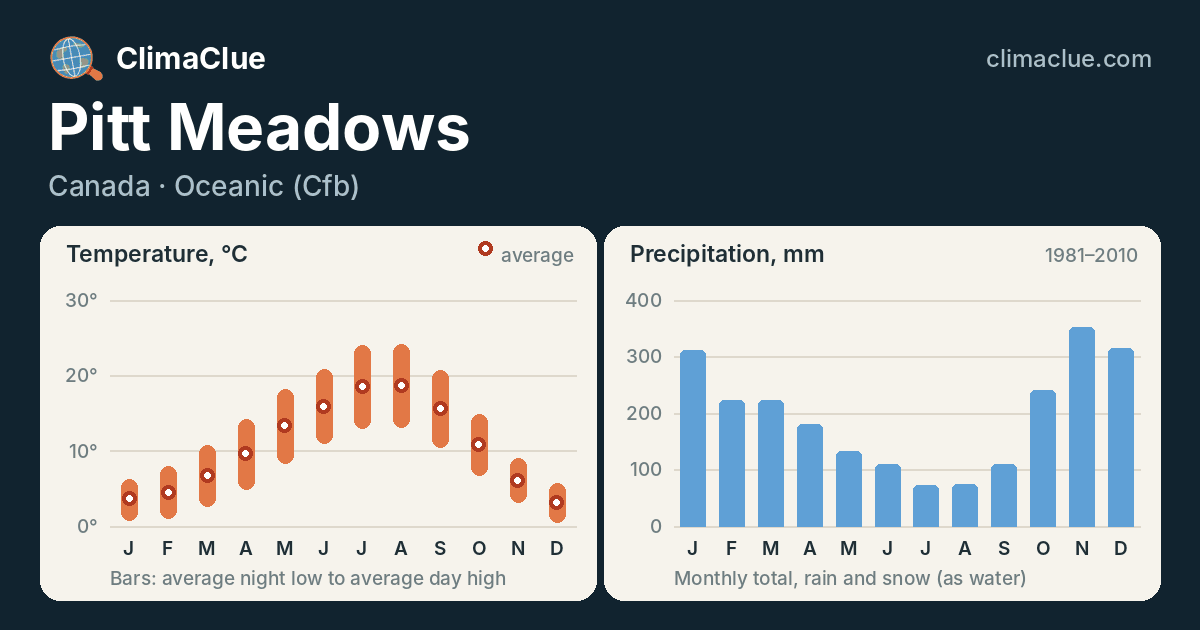 ClimaClue
climaclue.com
Pitt Meadows
Canada · Oceanic (Cfb)
Temperature, °C
average
30°
20°
10°
0°
J F M A M J J A S O N D
Bars: average night low to average day high
Precipitation, mm
1981–2010
400
300
200
100
0
J F M A M J J A S O N D
Monthly total, rain and snow (as water)